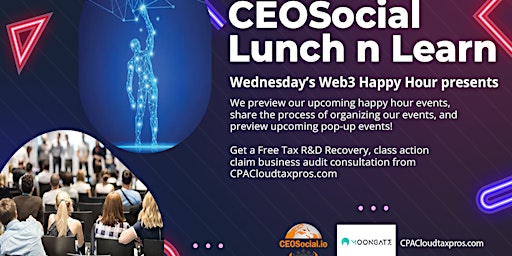 CEOSocial
Lunch n Learn
Wednesday's Web3 Happy Hour presents
We preview our upcoming happy hour events,
share the process of organizing our events, and
preview upcoming pop-up events!
Get a Free Tax R&D Recovery, class action
claim business audit consultation from
CPACloudtaxpros.com
CEOSocial.io
MOONGATE
CPACloudtaxpros.com